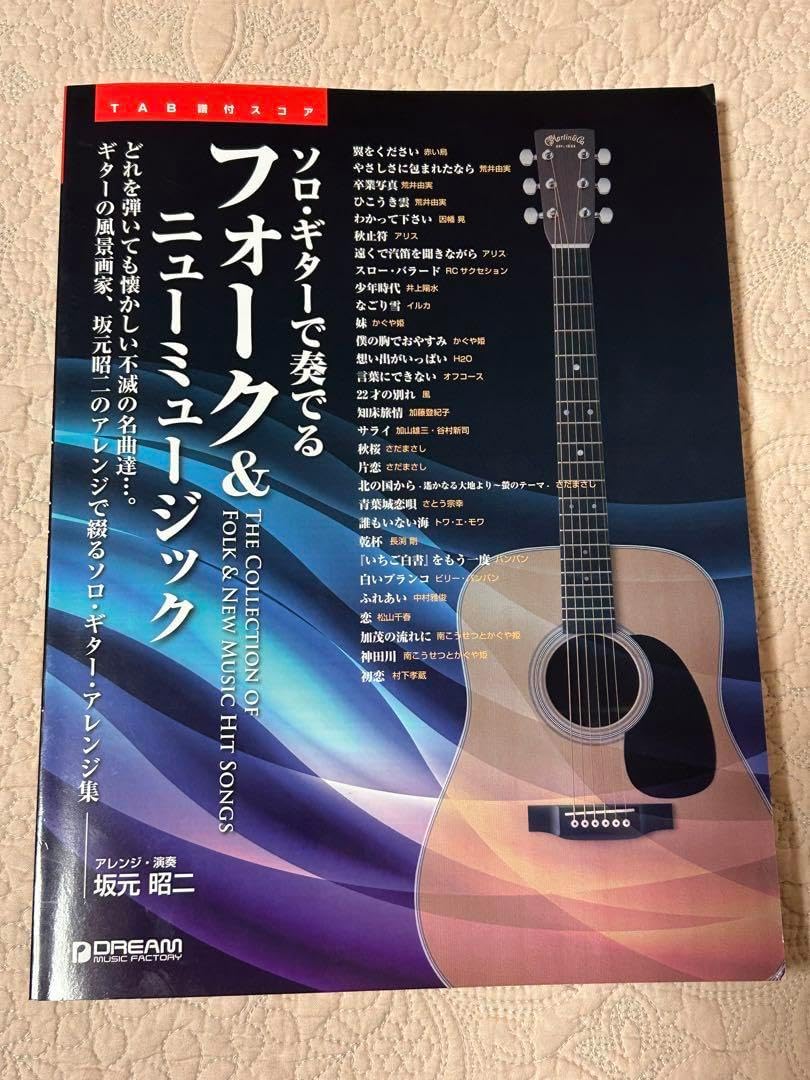 TAB譜付スコア
ソロ・ギターで奏でる
フォーク&
ニューミュージック
THE COLLECTION OF
FOLK & NEW MUSIC HIT SONGS
どれを弾いても懐かしい不滅の名曲達…。
ギターの風景画家、坂元昭二のアレンジで綴るソロ・ギター・アレンジ集
アレンジ・演奏
坂元 昭二
DREAM
MUSIC FACTORY
翼をください 赤い鳥
やさしさに包まれたなら 荒井由実
卒業写真 荒井由実
ひこうき雲 荒井由実
わかって下さい 因幡 晃
秋止符 アリス
遠くで汽笛を聞きながら アリス
スロー・バラード RCサクセション
少年時代 井上陽水
なごり雪 イルカ
妹 かぐや姫
僕の胸でおやすみ かぐや姫
想い出がいっぱい H2O
言葉にできない オフコース
22才の別れ 風
知床旅情 加藤登紀子
サライ 加山雄三・谷村新司
秋桜 さだまさし
片恋 さだまさし
北の国から - 遙かなる大地より〜螢のテーマ - さだまさし
青葉城恋唄 さとう宗幸
誰もいない海 トワ・エ・モワ
乾杯 長渕 剛
『いちご白書』をもう一度 バンバン
白いブランコ ビリー・バンバン
ふれあい 中村雅俊
恋 松山千春
加茂の流れに 南こうせつとかぐや姫
神田川 南こうせつとかぐや姫
初恋 村下孝蔵
Martin & Co
EST. 1833